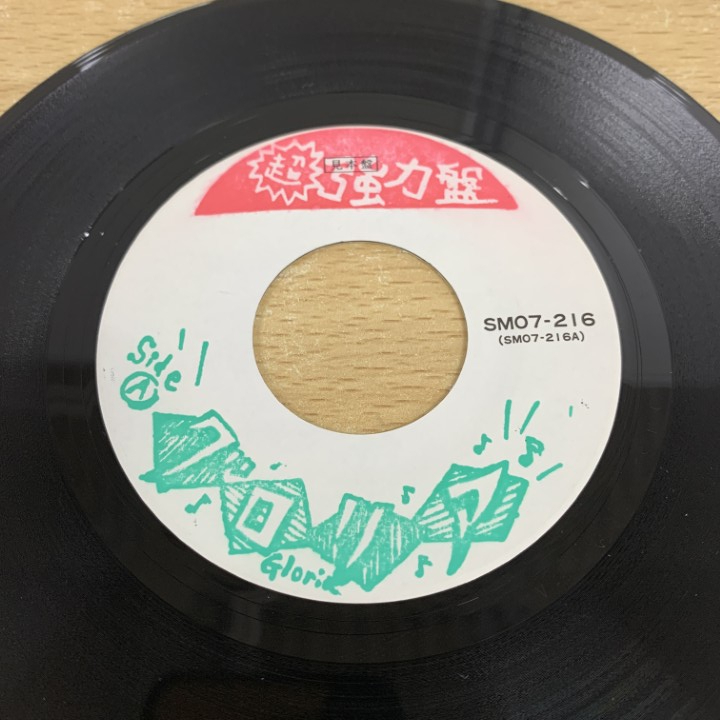 超強力盤
見本盤
SM07-216
(SM07-216A)
Side
A
グロリア
Gloria